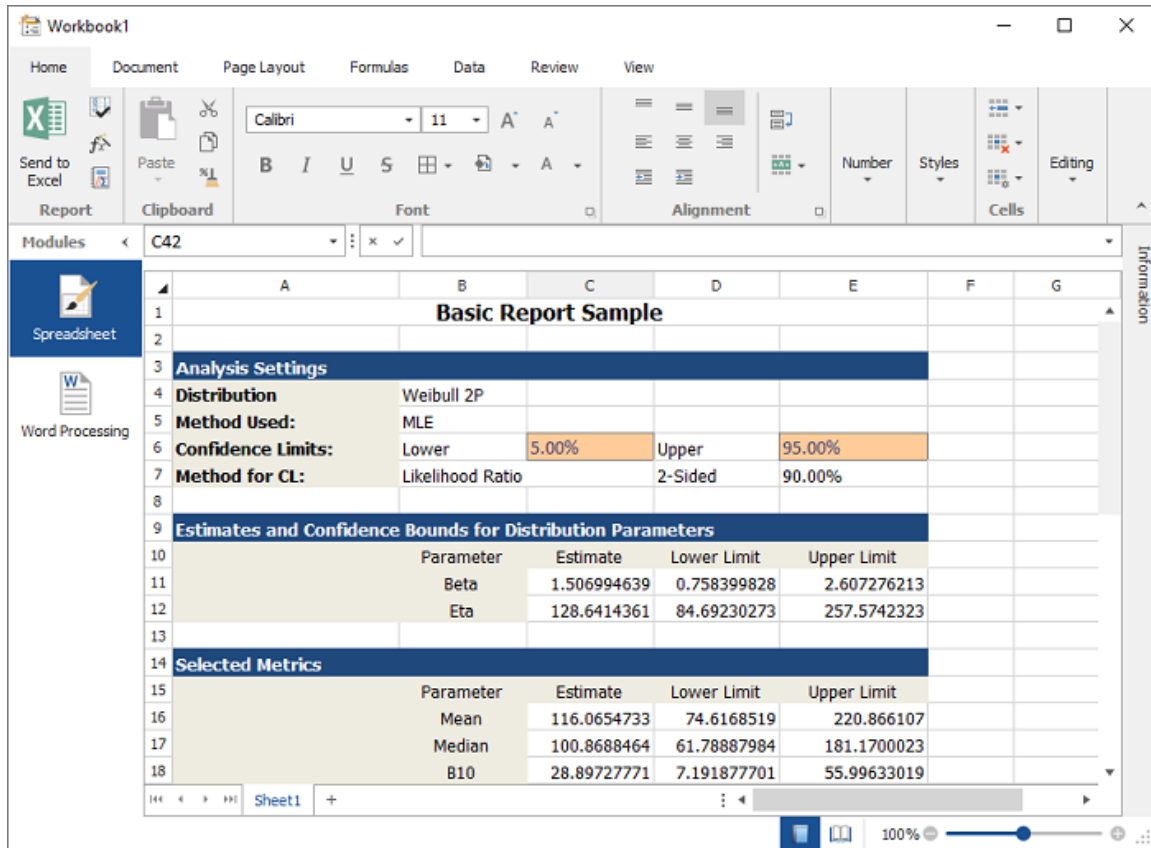 Workbook1
Home Document Page Layout Formulas Data Review View
Send to Excel
Paste
Calibri 11 A A
B I U S A
Number Styles Editing
Report Clipboard Font Alignment Cells
Modules C42
Information
A B C D E F G
1 Basic Report Sample
2
3 Analysis Settings
4 Distribution Weibull 2P
5 Method Used: MLE
6 Confidence Limits: Lower 5.00% Upper 95.00%
7 Method for CL: Likelihood Ratio 2-Sided 90.00%
8
9 Estimates and Confidence Bounds for Distribution Parameters
10 Parameter Estimate Lower Limit Upper Limit
11 Beta 1.506994639 0.758399828 2.607276213
12 Eta 128.6414361 84.69230273 257.5742323
13
14 Selected Metrics
15 Parameter Estimate Lower Limit Upper Limit
16 Mean 116.0654733 74.6168519 220.866107
17 Median 100.8688464 61.78887984 181.1700023
18 B10 28.89727771 7.191877701 55.99633019
Spreadsheet
Word Processing
Sheet1 +
100%